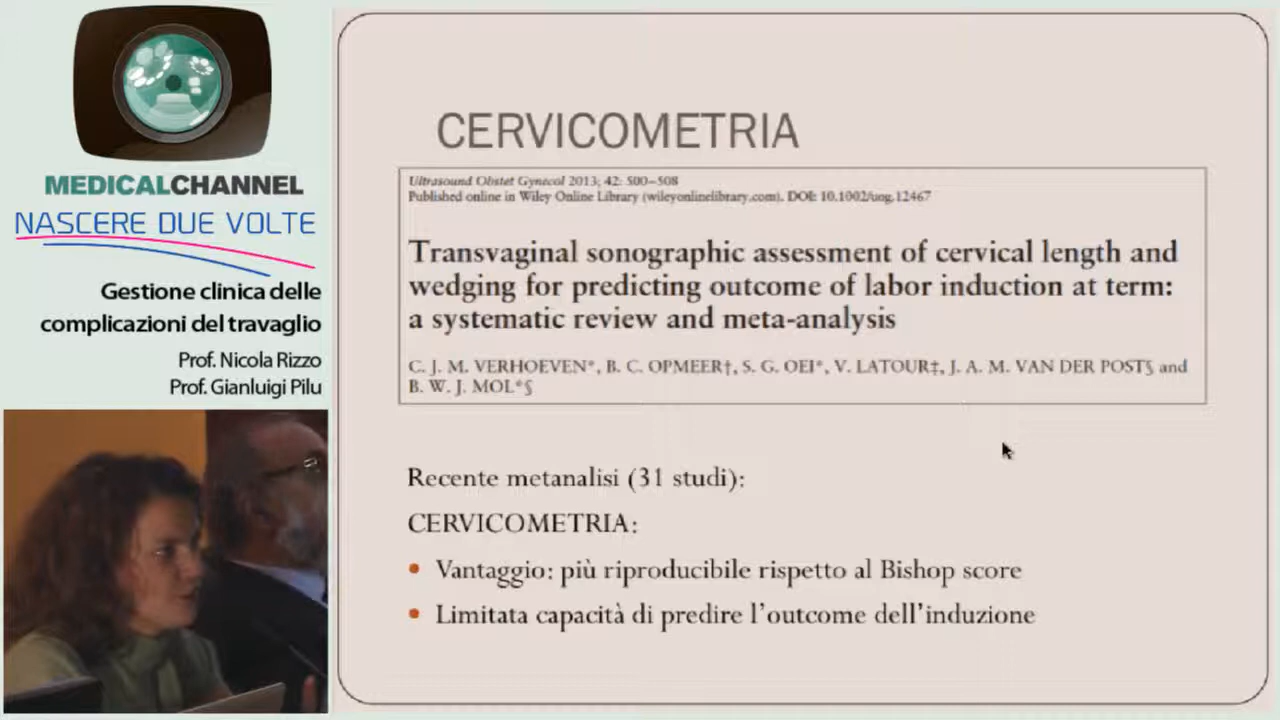 MEDICALCHANNEL
NASCERE DUE VOLTE
Gestione clinica delle
complicazioni del travaglio
Prof. Nicola Rizzo
Prof. Gianluigi Pilu
CERVICOMETRIA
Ultrasound Obstet Gynecol 2013; 42: 500–508
Published online in Wiley Online Library (wileyonlinelibrary.com). DOI: 10.1002/uog.12467
Transvaginal sonographic assessment of cervical length and
wedging for predicting outcome of labor induction at term:
a systematic review and meta-analysis
C. J. M. VERHOEVEN*, B. C. OPMEER†, S. G. OEI*, V. LATOUR‡, J. A. M. VAN DER POST§ and
B. W. J. MOL*§
Recente metanalisi (31 studi):
CERVICOMETRIA:
• Vantaggio: più riproducibile rispetto al Bishop score
• Limitata capacità di predire l’outcome dell’induzione